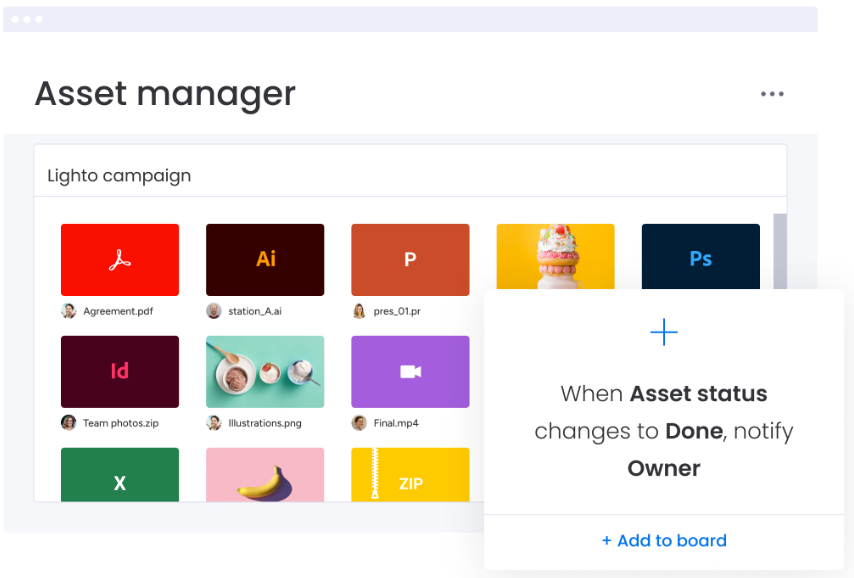 Asset manager
Lighto campaign
Ai
P
Ps
Agreement.pdf
station_A.ai
pres_01.pr
Id
Team photos.zip
Illustrations.png
Final.mp4
X
ZIP
When Asset status
changes to Done, notify
Owner
+ Add to board